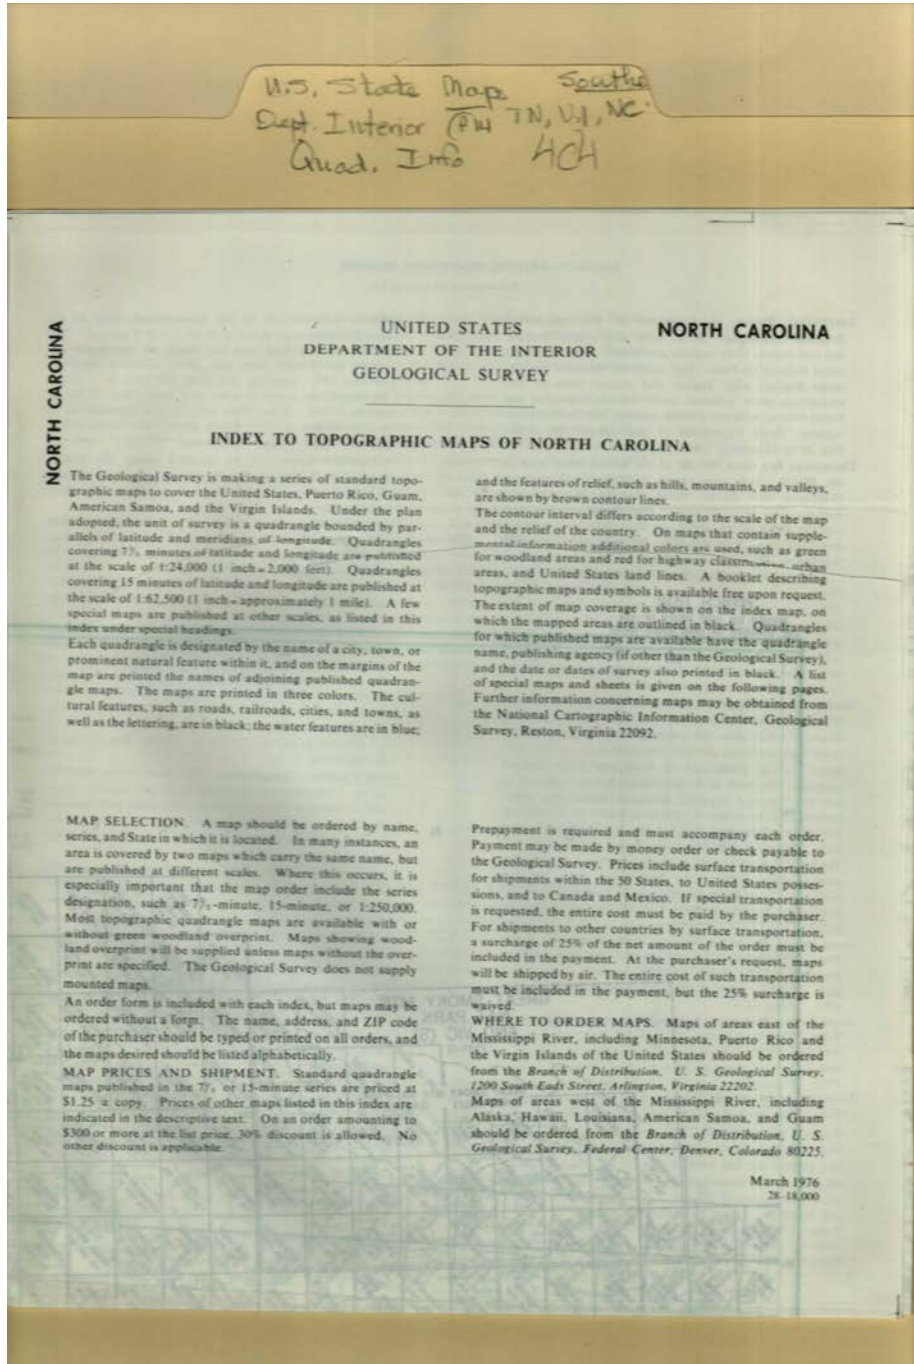 U.S. State Maps Southe
Dept. Interior TN, VA, NC.
Quad. Info 4C4
NORTH CAROLINA
UNITED STATES
DEPARTMENT OF THE INTERIOR
GEOLOGICAL SURVEY
NORTH CAROLINA
INDEX TO TOPOGRAPHIC MAPS OF NORTH CAROLINA
The Geological Survey is making a series of standard topo-
graphic maps to cover the United States, Puerto Rico, Guam,
American Samoa, and the Virgin Islands. Under the plan
adopted, the unit of survey is a quadrangle bounded by par-
allels of latitude and meridians of longitude. Quadrangles
covering 7½ minutes of latitude and longitude are published
at the scale of 1:24,000 (1 inch=2,000 feet). Quadrangles
covering 15 minutes of latitude and longitude are published at
the scale of 1:62,500 (1 inch=approximately 1 mile). A few
special maps are published at other scales, as listed in this
index under special headings.
Each quadrangle is designated by the name of a city, town, or
prominent natural feature within it, and on the margins of the
map are printed the names of adjoining published quadran-
gle maps. The maps are printed in three colors. The cul-
tural features, such as roads, railroads, cities, and towns, as
well as the lettering, are in black; the water features are in blue;
and the features of relief, such as hills, mountains, and valleys,
are shown by brown contour lines.
The contour interval differs according to the scale of the map
and the relief of the country. On maps that contain supple-
mental information additional colors are used, such as green
for woodland areas and red for highway classification, urban
areas, and United States land lines. A booklet describing
topographic maps and symbols is available free upon request.
The extent of map coverage is shown on the index map, on
which the mapped areas are outlined in black. Quadrangles
for which published maps are available have the quadrangle
name, publishing agency (if other than the Geological Survey),
and the date or dates of survey also printed in black. A list
of special maps and sheets is given on the following pages.
Further information concerning maps may be obtained from
the National Cartographic Information Center, Geological
Survey, Reston, Virginia 22092.
MAP SELECTION. A map should be ordered by name,
series, and State in which it is located. In many instances, an
area is covered by two maps which carry the same name, but
are published at different scales. Where this occurs, it is
especially important that the map order include the series
designation, such as 7½-minute, 15-minute, or 1:250,000.
Most topographic quadrangle maps are available with or
without green woodland overprint. Maps showing wood-
land overprint will be supplied unless maps without the over-
print are specified. The Geological Survey does not supply
mounted maps.
An order form is included with each index, but maps may be
ordered without a form. The name, address, and ZIP code
of the purchaser should be typed or printed on all orders, and
the maps desired should be listed alphabetically.
MAP PRICES AND SHIPMENT. Standard quadrangle
maps published in the 7½ or 15-minute series are priced at
$1.25 a copy. Prices of other maps listed in this index are
indicated in the descriptive text. On an order amounting to
$300 or more at the list price, 30% discount is allowed. No
other discount is applicable.
Prepayment is required and must accompany each order.
Payment may be made by money order or check payable to
the Geological Survey. Prices include surface transportation
for shipments within the 50 States, to United States posses-
sions, and to Canada and Mexico. If special transportation
is requested, the entire cost must be paid by the purchaser.
For shipments to other countries by surface transportation,
a surcharge of 25% of the net amount of the order must be
included in the payment. At the purchaser's request, maps
will be shipped by air. The entire cost of such transportation
must be included in the payment, but the 25% surcharge is
waived.
WHERE TO ORDER MAPS. Maps of areas east of the
Mississippi River, including Minnesota, Puerto Rico and
the Virgin Islands of the United States should be ordered
from the Branch of Distribution, U. S. Geological Survey,
1200 South Eads Street, Arlington, Virginia 22202.
Maps of areas west of the Mississippi River, including
Alaska, Hawaii, Louisiana, American Samoa, and Guam
should be ordered from the Branch of Distribution, U. S.
Geological Survey, Federal Center, Denver, Colorado 80225.
March 1976
28-18,000